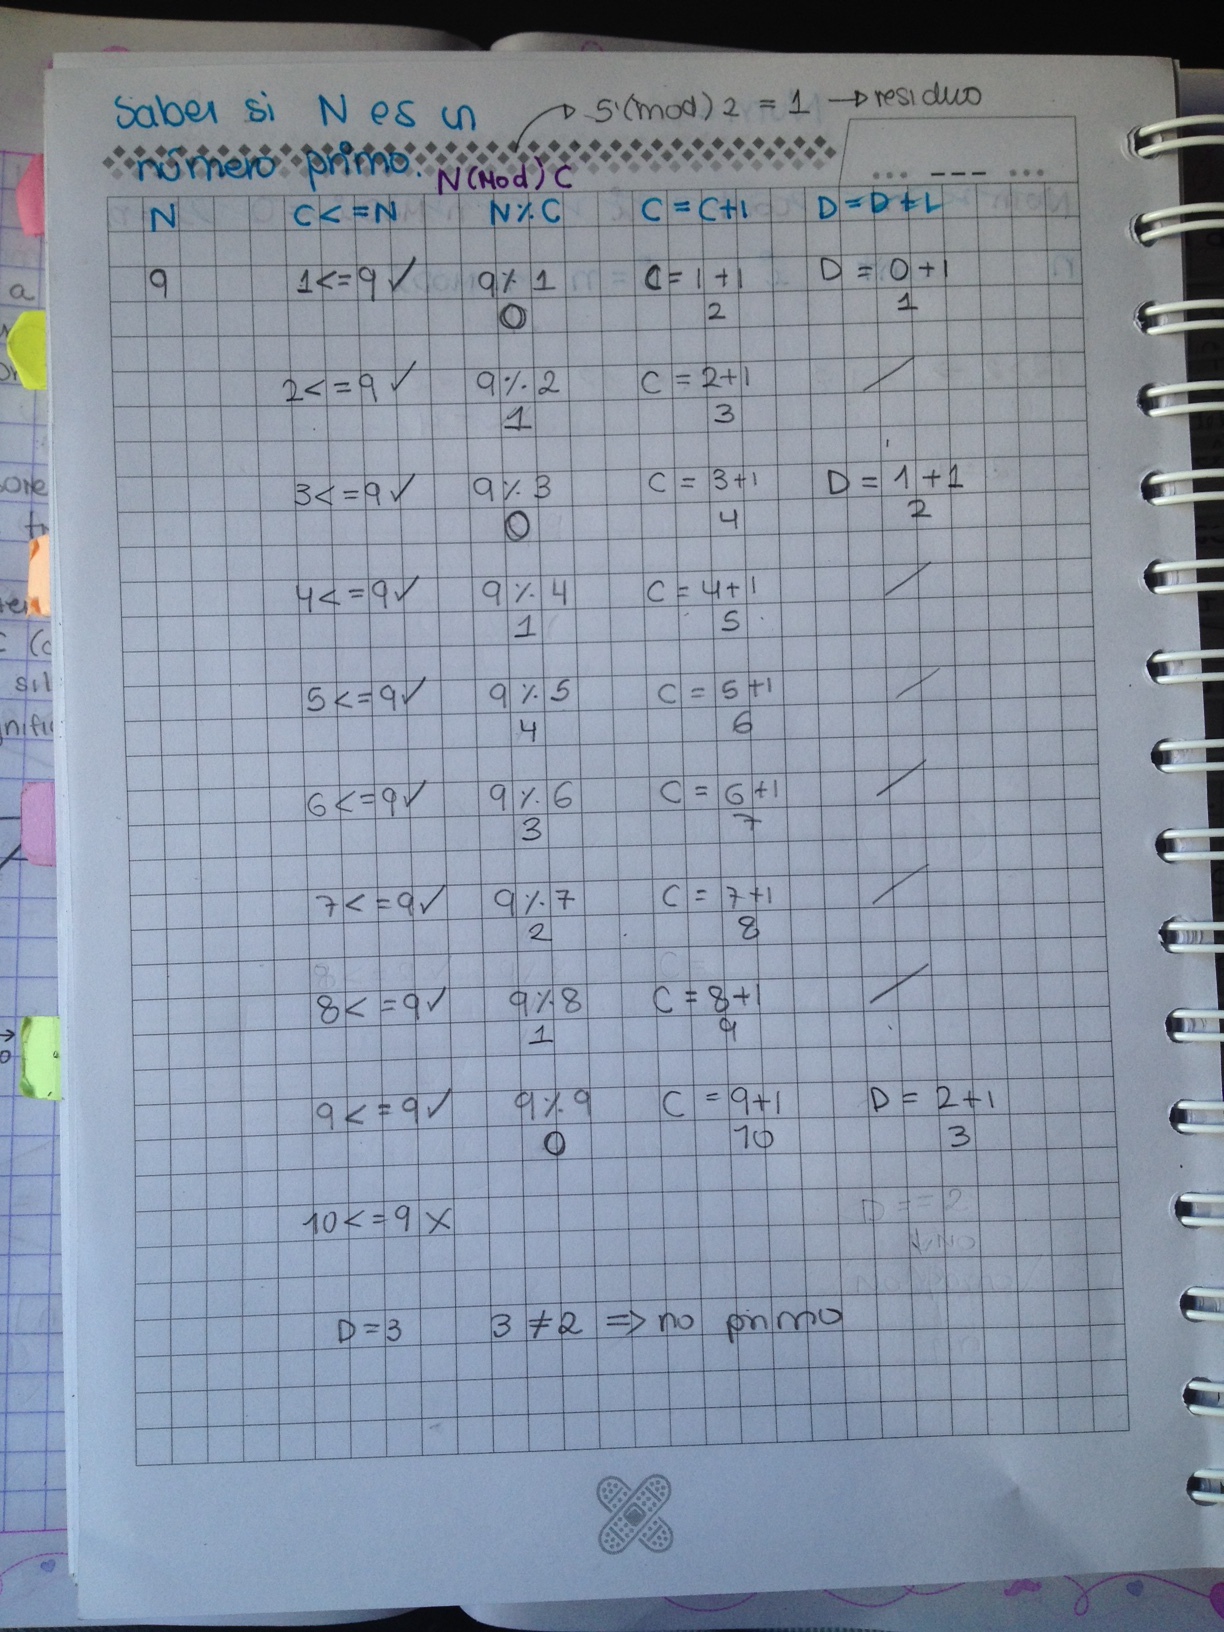 Saber si N es un
5 (mod) 2 = 1 → residuo
número primo. N(Mod) C
N C<=N N%C C=C+1 D=D+1
9 1<=9 ✓ 9%1 C=1+1 D=0+1
0 2 1
2<=9 ✓ 9%2 C=2+1
1 3
3<=9 ✓ 9%3 C=3+1 D=1+1
0 4 2
4<=9 ✓ 9%4 C=4+1
1 5
5<=9 ✓ 9%5 C=5+1
4 6
6<=9 ✓ 9%6 C=6+1
3 7
7<=9 ✓ 9%7 C=7+1
2 8
8<=9 ✓ 9%8 C=8+1
1 9
9<=9 ✓ 9%9 C=9+1 D=2+1
0 10 3
10<=9 X
D=3 3≠2 => no primo